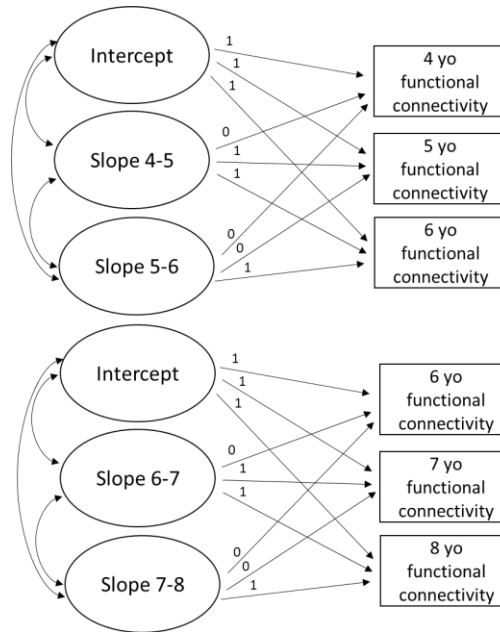 Intercept
1
1
1
4 yo
functional
connectivity
Slope 4-5
0
1
1
5 yo
functional
connectivity
Slope 5-6
0
0
1
6 yo
functional
connectivity
Intercept
1
1
1
6 yo
functional
connectivity
Slope 6-7
0
1
1
7 yo
functional
connectivity
Slope 7-8
0
0
1
8 yo
functional
connectivity